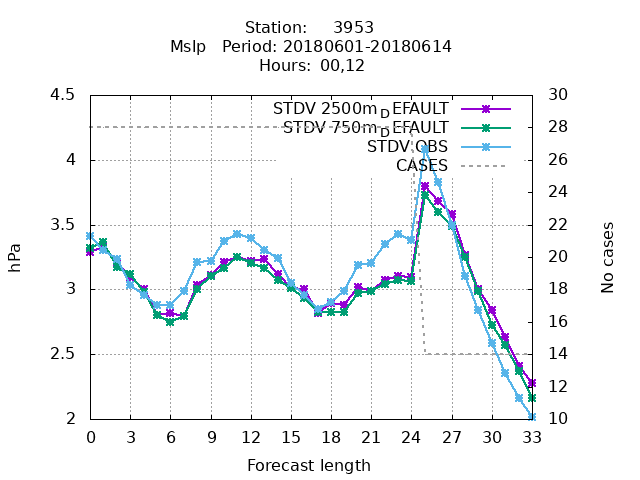 Station: 3953
Mslp Period: 20180601-20180614
Hours: 00,12
4.5 30
STDV 2500m_DEFAULT
STDV 750m_DEFAULT 28
STDV OBS
4 26
CASES
24
3.5 22
hPa
No cases
20
3 18
16
2.5 14
12
2 10
0 3 6 9 12 15 18 21 24 27 30 33
Forecast length